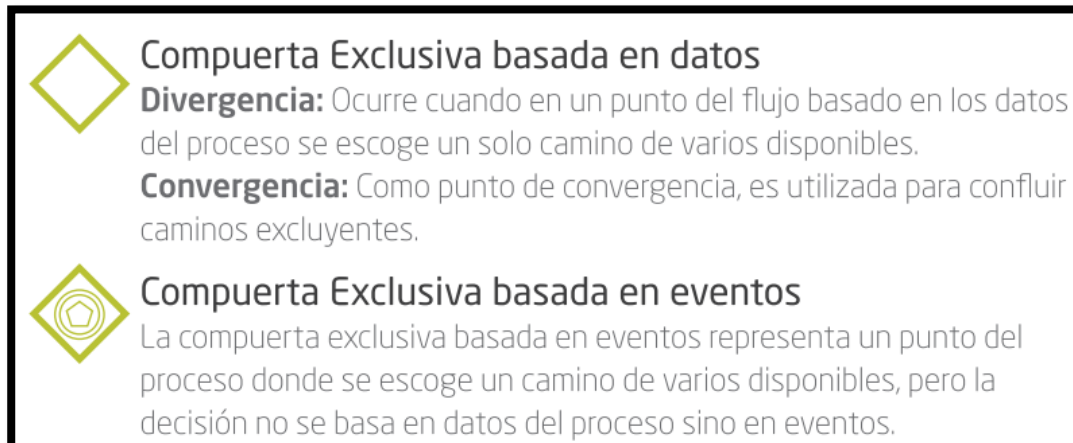 Compuerta Exclusiva basada en datos
Divergencia: Ocurre cuando en un punto del flujo basado en los datos
del proceso se escoge un solo camino de varios disponibles.
Convergencia: Como punto de convergencia, es utilizada para confluir
caminos excluyentes.
Compuerta Exclusiva basada en eventos
La compuerta exclusiva basada en eventos representa un punto del
proceso donde se escoge un camino de varios disponibles, pero la
decisión no se basa en datos del proceso sino en eventos.